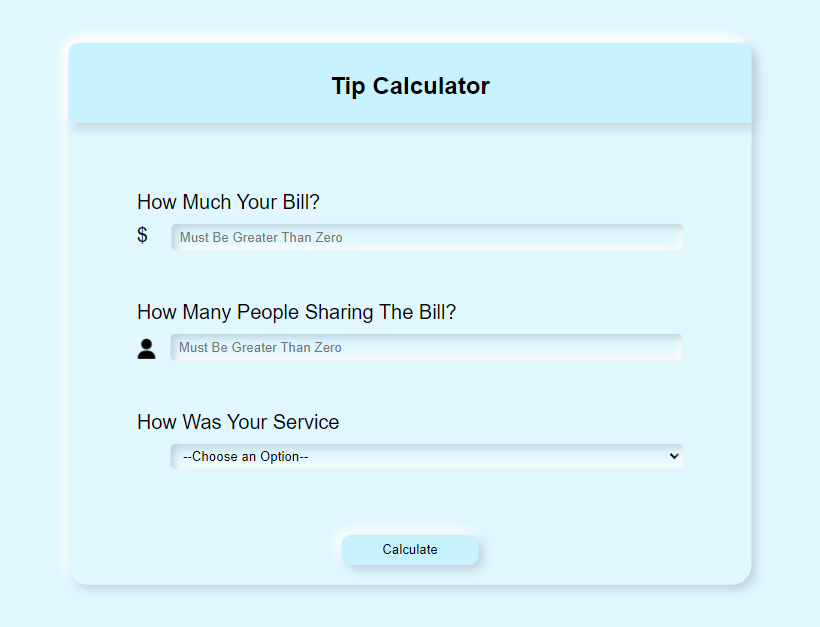 Tip Calculator
How Much Your Bill?
$ Must Be Greater Than Zero
How Many People Sharing The Bill?
Must Be Greater Than Zero
How Was Your Service
--Choose an Option--
Calculate